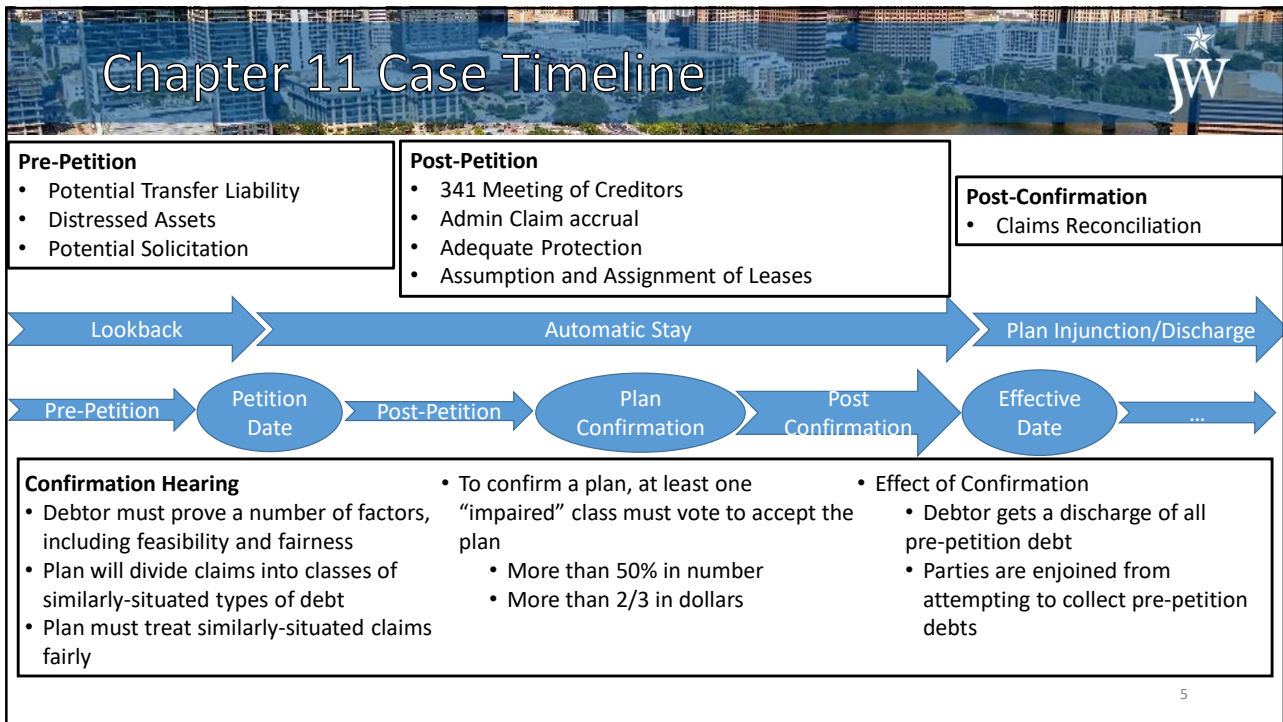 Chapter 11 Case Timeline
JW
Pre-Petition
• Potential Transfer Liability
• Distressed Assets
• Potential Solicitation
Post-Petition
• 341 Meeting of Creditors
• Admin Claim accrual
• Adequate Protection
• Assumption and Assignment of Leases
Post-Confirmation
• Claims Reconciliation
Lookback
Automatic Stay
Plan Injunction/Discharge
Pre-Petition
Petition
Date
Post-Petition
Plan
Confirmation
Post
Confirmation
Effective
Date
...
Confirmation Hearing
• Debtor must prove a number of factors,
including feasibility and fairness
• Plan will divide claims into classes of
similarly-situated types of debt
• Plan must treat similarly-situated claims
fairly
• To confirm a plan, at least one
“impaired” class must vote to accept the
plan
• More than 50% in number
• More than 2/3 in dollars
• Effect of Confirmation
• Debtor gets a discharge of all
pre-petition debt
• Parties are enjoined from
attempting to collect pre-petition
debts
5